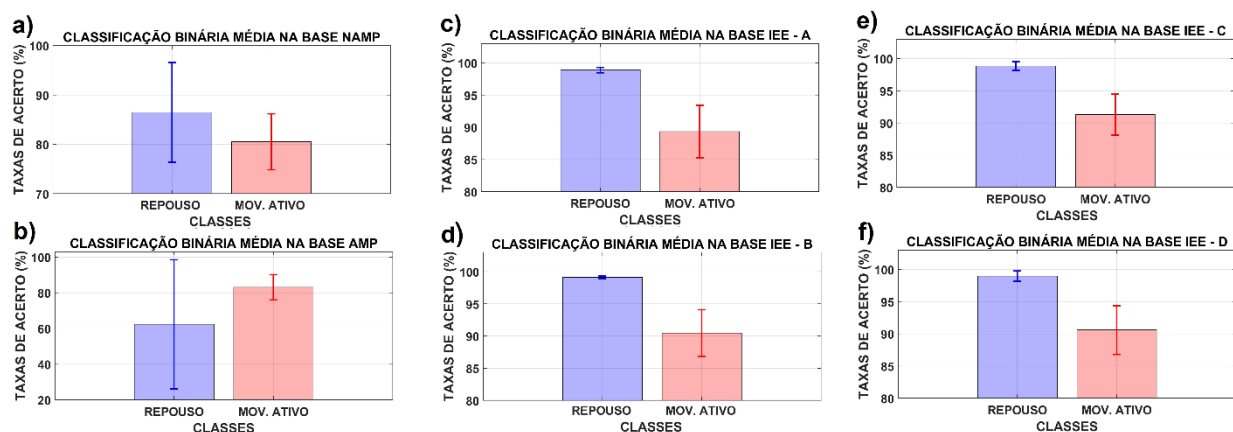 a)
CLASSIFICAÇÃO BINÁRIA MÉDIA NA BASE NAMP
TAXAS DE ACERTO (%)
100
90
80
70
REPOUSO MOV. ATIVO
CLASSES
b)
CLASSIFICAÇÃO BINÁRIA MÉDIA NA BASE AMP
TAXAS DE ACERTO (%)
100
80
60
40
20
REPOUSO MOV. ATIVO
CLASSES
c)
CLASSIFICAÇÃO BINÁRIA MÉDIA NA BASE IEE - A
TAXAS DE ACERTO (%)
100
95
90
85
80
REPOUSO MOV. ATIVO
CLASSES
d)
CLASSIFICAÇÃO BINÁRIA MÉDIA NA BASE IEE - B
TAXAS DE ACERTO (%)
100
95
90
85
80
REPOUSO MOV. ATIVO
CLASSES
e)
CLASSIFICAÇÃO BINÁRIA MÉDIA NA BASE IEE - C
TAXAS DE ACERTO (%)
100
95
90
85
80
REPOUSO MOV. ATIVO
CLASSES
f)
CLASSIFICAÇÃO BINÁRIA MÉDIA NA BASE IEE - D
TAXAS DE ACERTO (%)
100
95
90
85
80
REPOUSO MOV. ATIVO
CLASSES